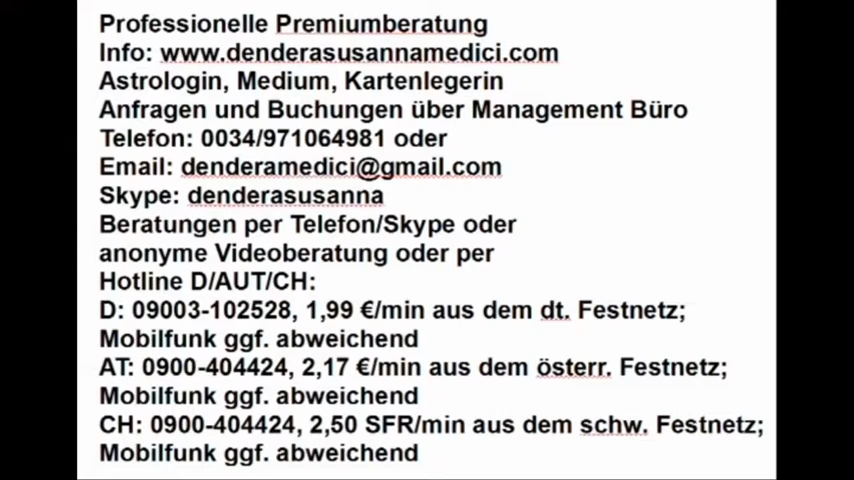 Professionelle Premiumberatung
Info: www.denderasusannamedici.com
Astrologin, Medium, Kartenlegerin
Anfragen und Buchungen über Management Büro
Telefon: 0034/971064981 oder
Email: denderamedici@gmail.com
Skype: denderasusanna
Beratungen per Telefon/Skype oder
anonyme Videoberatung oder per
Hotline D/AUT/CH:
D: 09003-102528, 1,99 €/min aus dem dt. Festnetz;
Mobilfunk ggf. abweichend
AT: 0900-404424, 2,17 €/min aus dem österr. Festnetz;
Mobilfunk ggf. abweichend
CH: 0900-404424, 2,50 SFR/min aus dem schw. Festnetz;
Mobilfunk ggf. abweichend